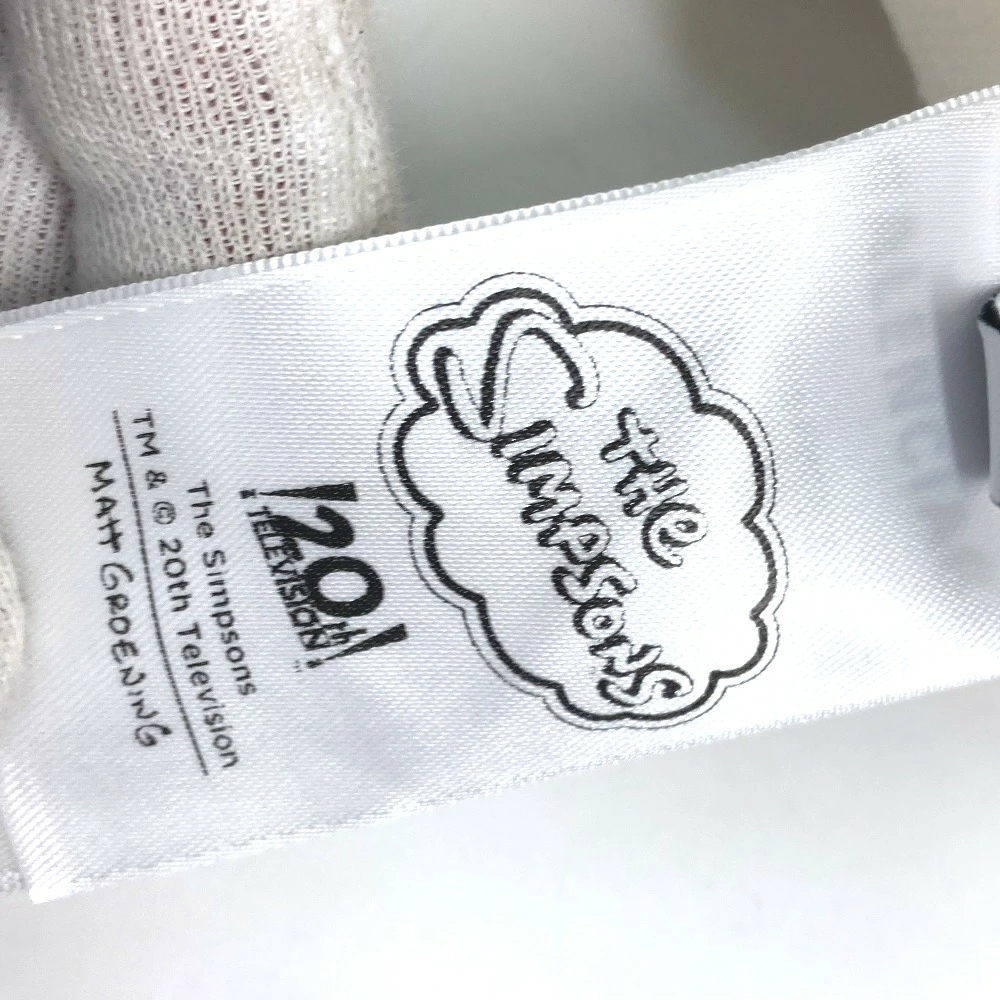 the
SIMPSONS
20th
TELEVISION
The Simpsons
TM & © 20th Television
MATT GROENING